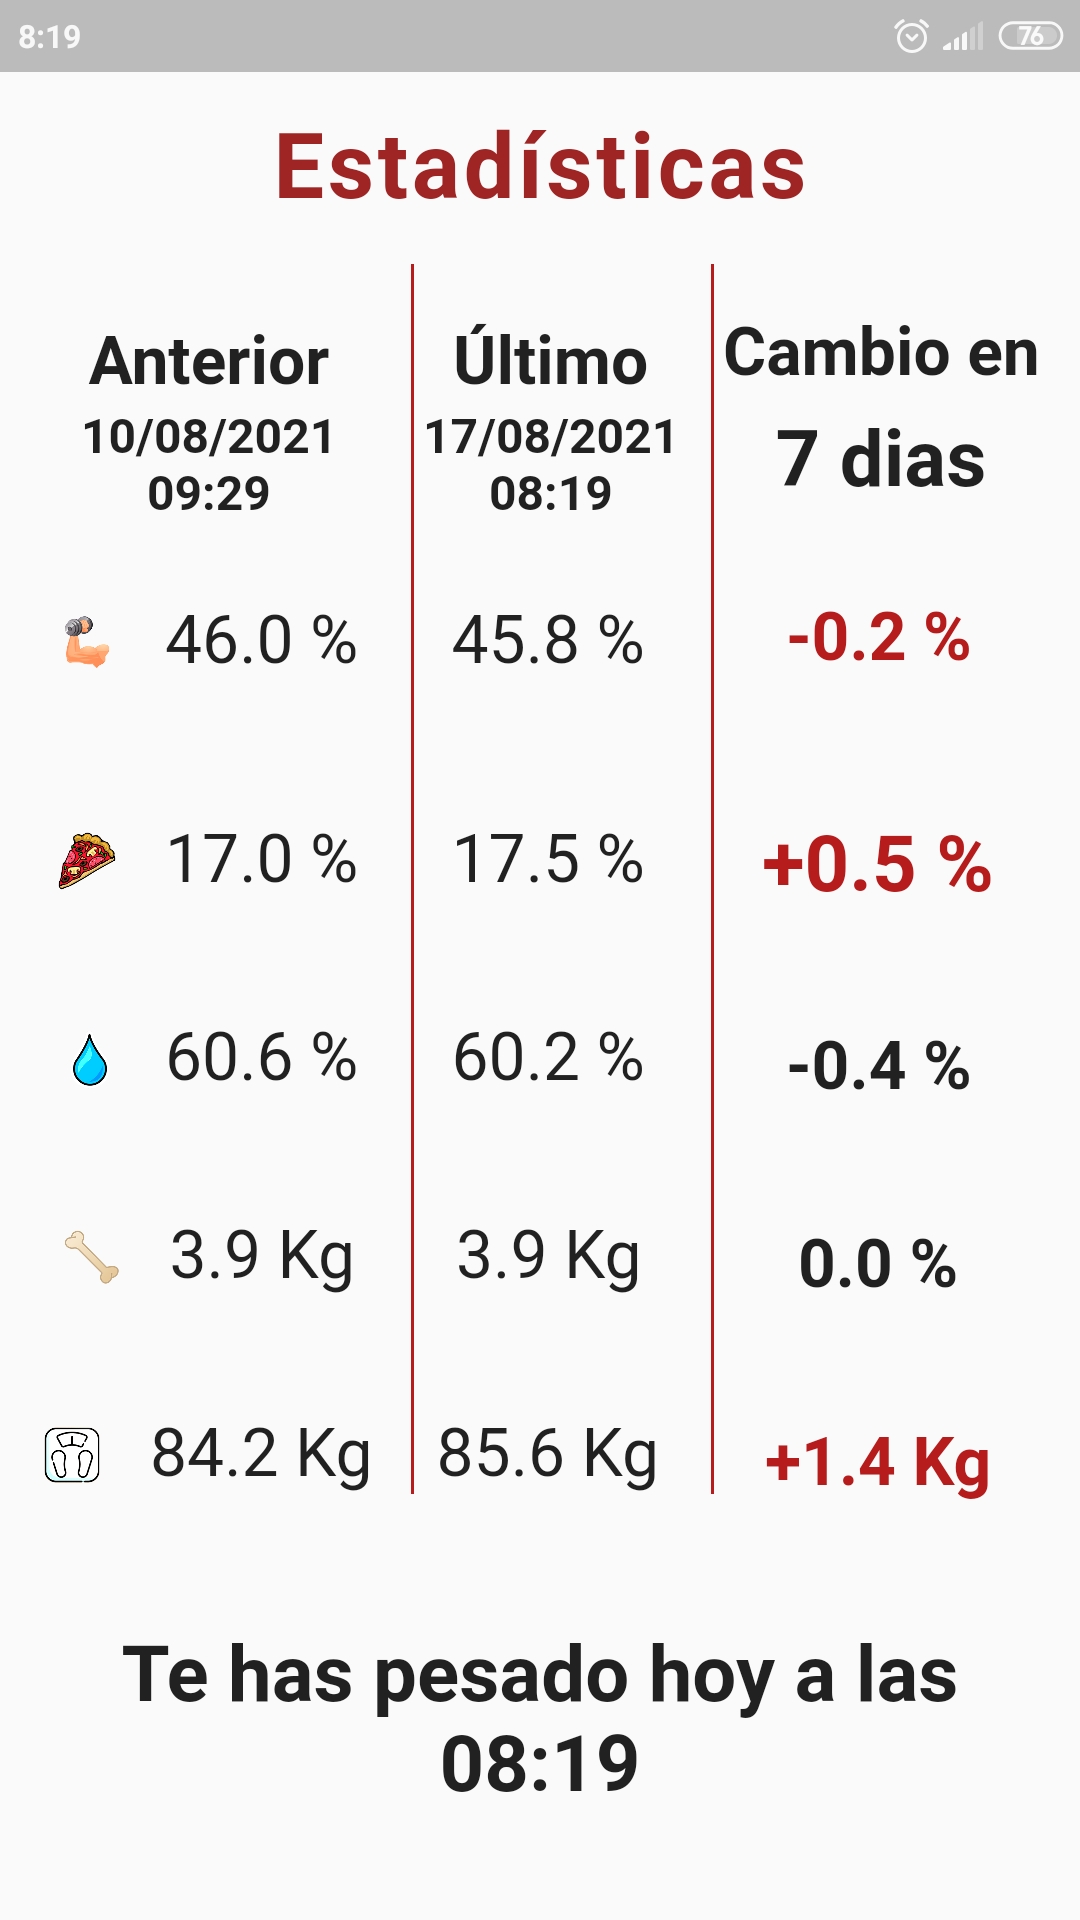 8:19
76
Estadísticas
Anterior
10/08/2021
09:29
Último
17/08/2021
08:19
Cambio en
7 dias
46.0 %
45.8 %
-0.2 %
17.0 %
17.5 %
+0.5 %
60.6 %
60.2 %
-0.4 %
3.9 Kg
3.9 Kg
0.0 %
84.2 Kg
85.6 Kg
+1.4 Kg
Te has pesado hoy a las
08:19